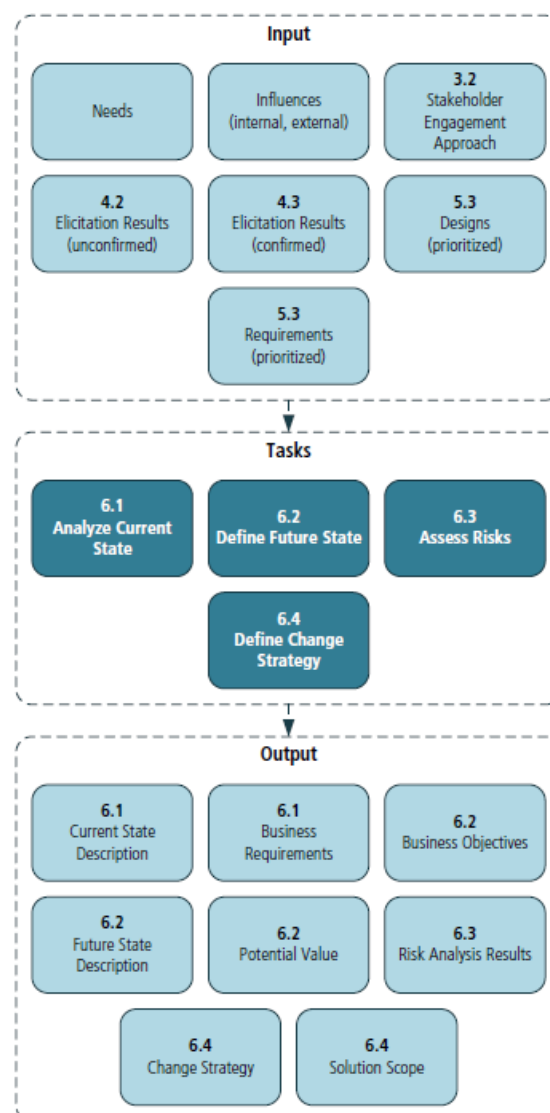 Input
Needs
Influences
(internal, external)
3.2
Stakeholder
Engagement
Approach
4.2
Elicitation Results
(unconfirmed)
4.3
Elicitation Results
(confirmed)
5.3
Designs
(prioritized)
5.3
Requirements
(prioritized)
Tasks
6.1
Analyze Current
State
6.2
Define Future State
6.3
Assess Risks
6.4
Define Change
Strategy
Output
6.1
Current State
Description
6.1
Business
Requirements
6.2
Business Objectives
6.2
Future State
Description
6.2
Potential Value
6.3
Risk Analysis Results
6.4
Change Strategy
6.4
Solution Scope